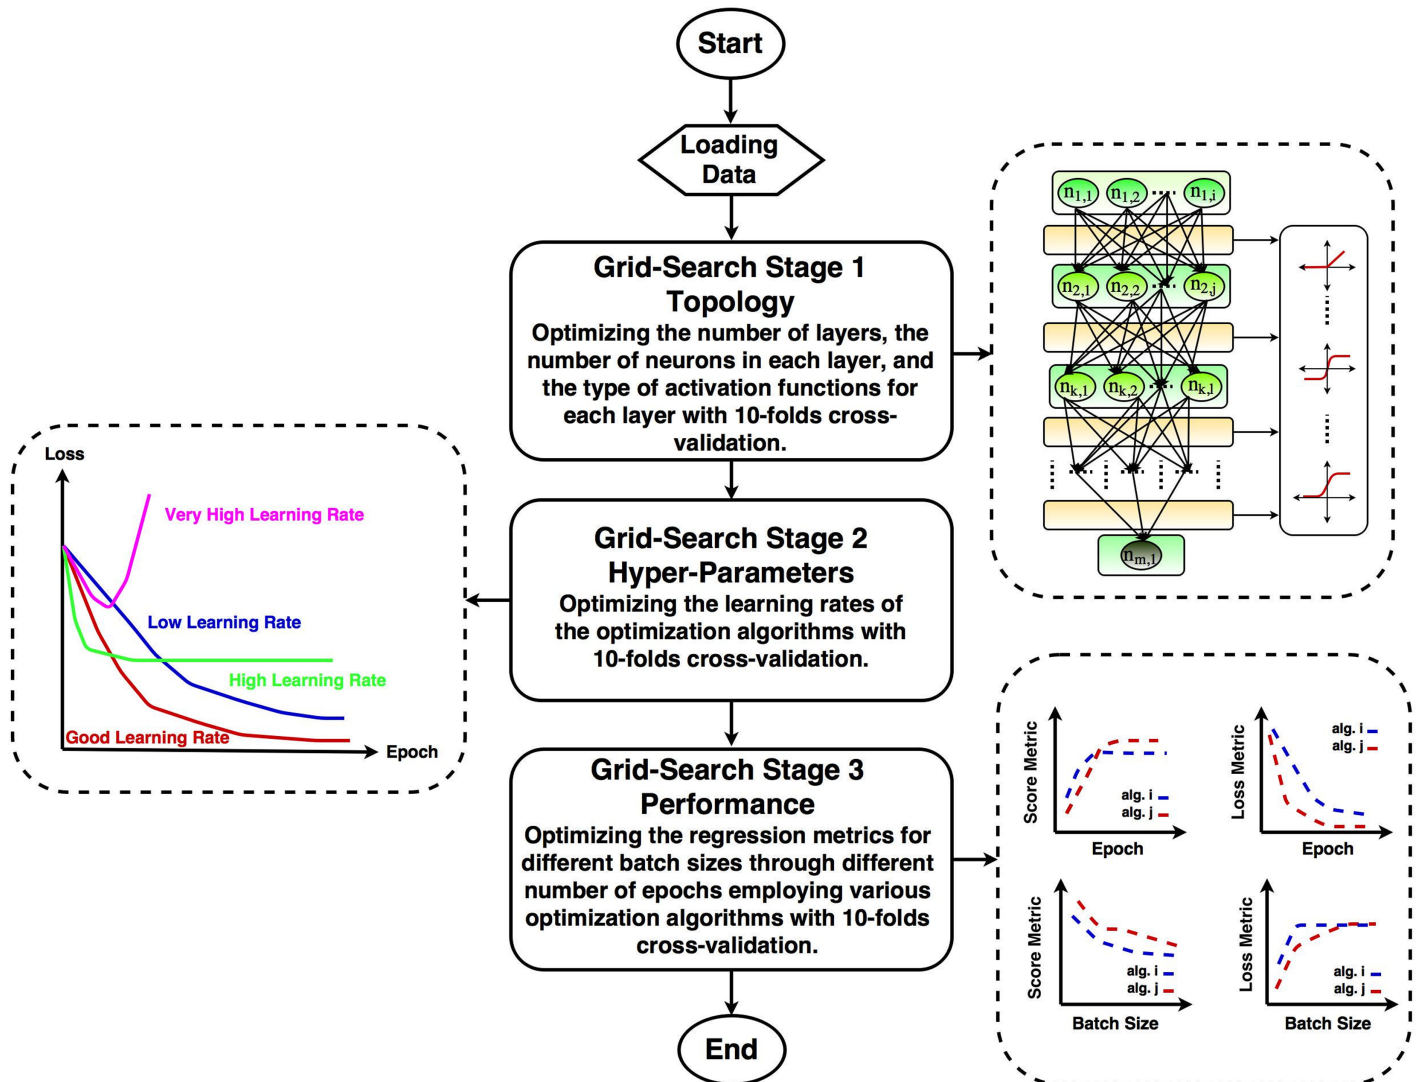 Start
Loading
Data
Grid-Search Stage 1
Topology
Optimizing the number of layers, the
number of neurons in each layer, and
the type of activation functions for
each layer with 10-folds cross-
validation.
n1,1 n1,2 n1,i
n2,1 n2,2 n2,j
nk,1 nk,2 nk,l
nm,1
Grid-Search Stage 2
Hyper-Parameters
Optimizing the learning rates of
the optimization algorithms with
10-folds cross-validation.
Loss
Very High Learning Rate
Low Learning Rate
High Learning Rate
Good Learning Rate
Epoch
Grid-Search Stage 3
Performance
Optimizing the regression metrics for
different batch sizes through different
number of epochs employing various
optimization algorithms with 10-folds
cross-validation.
Score Metric
alg. i
alg. j
Epoch
Loss Metric
alg. i
alg. j
Epoch
Score Metric
alg. i
alg. j
Batch Size
Loss Metric
alg. i
alg. j
Batch Size
End